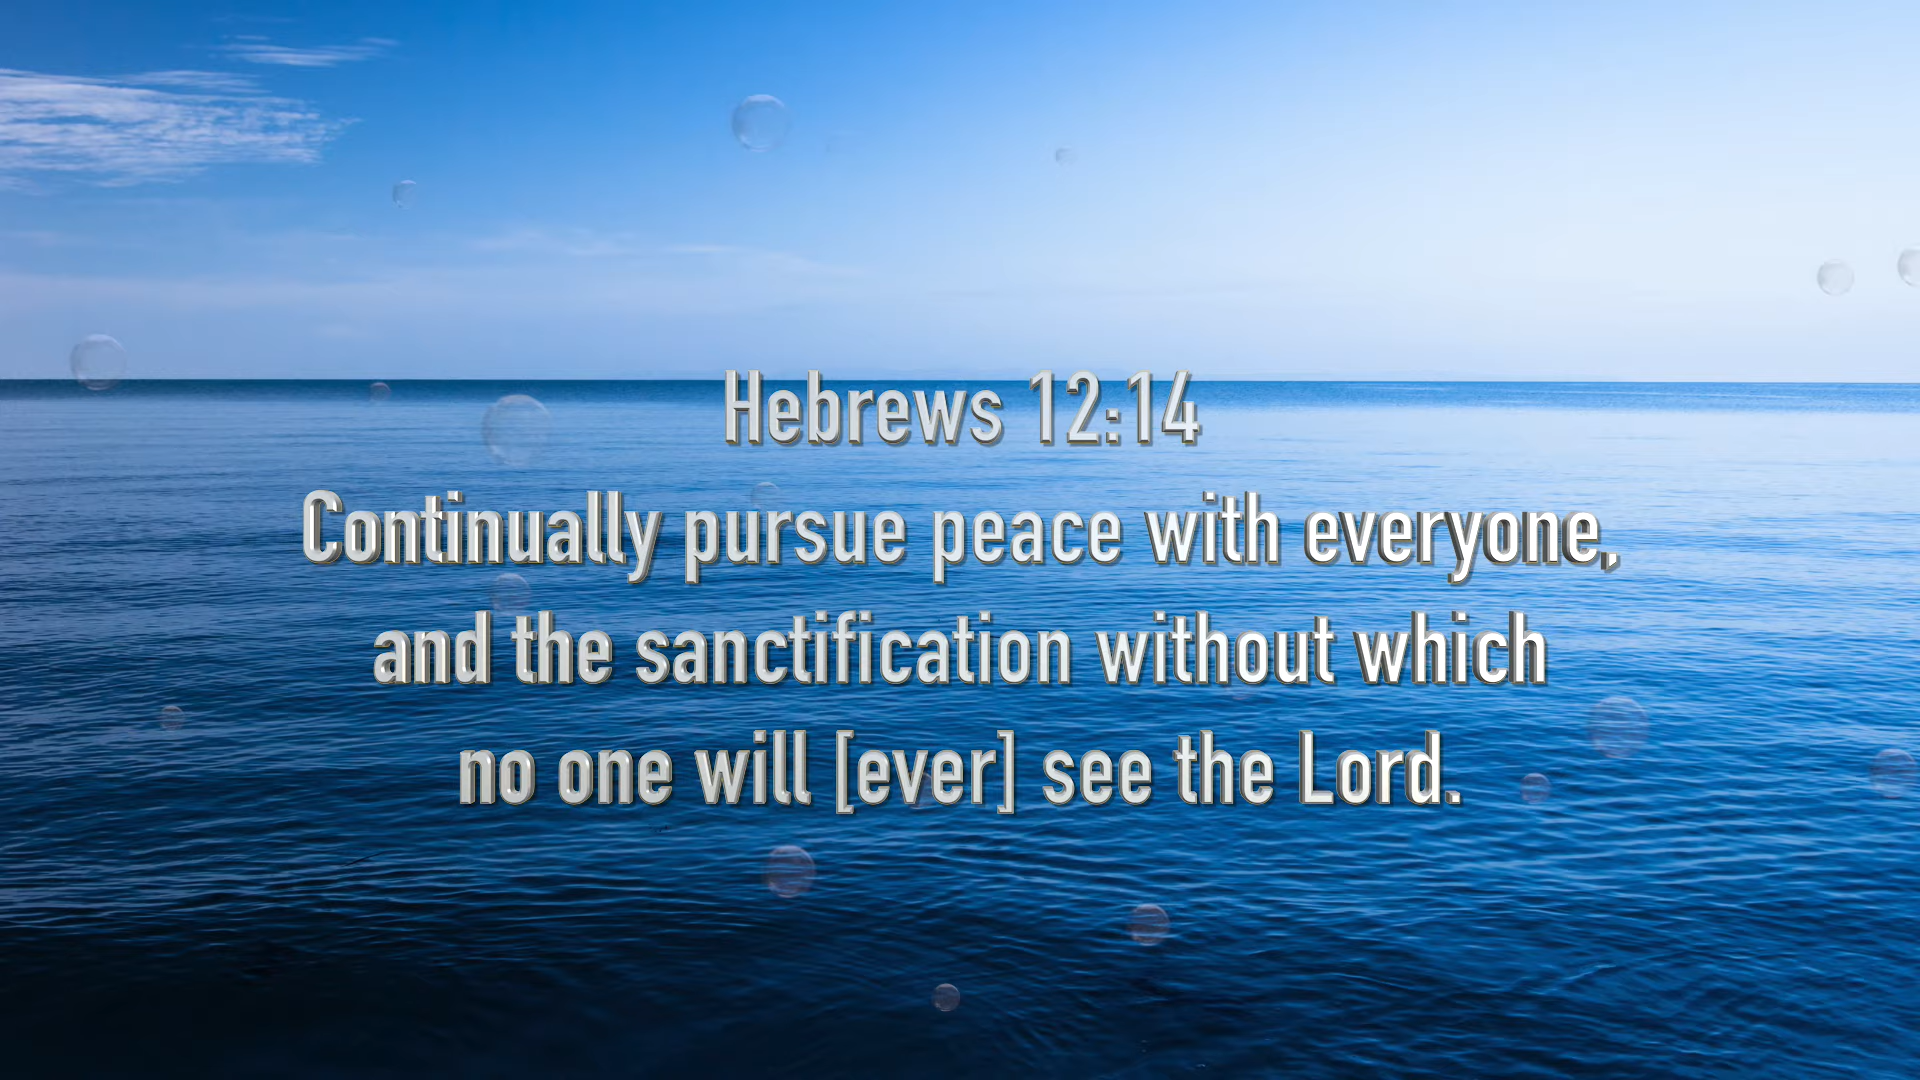 Hebrews 12:14
Continually pursue peace with everyone,
and the sanctification without which
no one will [ever] see the Lord.